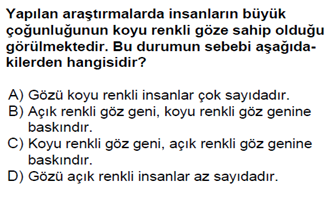 Yapılan araştırmalarda insanların büyük
çoğunluğunun koyu renkli göze sahip olduğu
görülmektedir. Bu durumun sebebi aşağıda-
kilerden hangisidir?
A) Gözü koyu renkli insanlar çok sayıdadır.
B) Açık renkli göz geni, koyu renkli göz genine
baskındır.
C) Koyu renkli göz geni, açık renkli göz genine
baskındır.
D) Gözü açık renkli insanlar az sayıdadır.